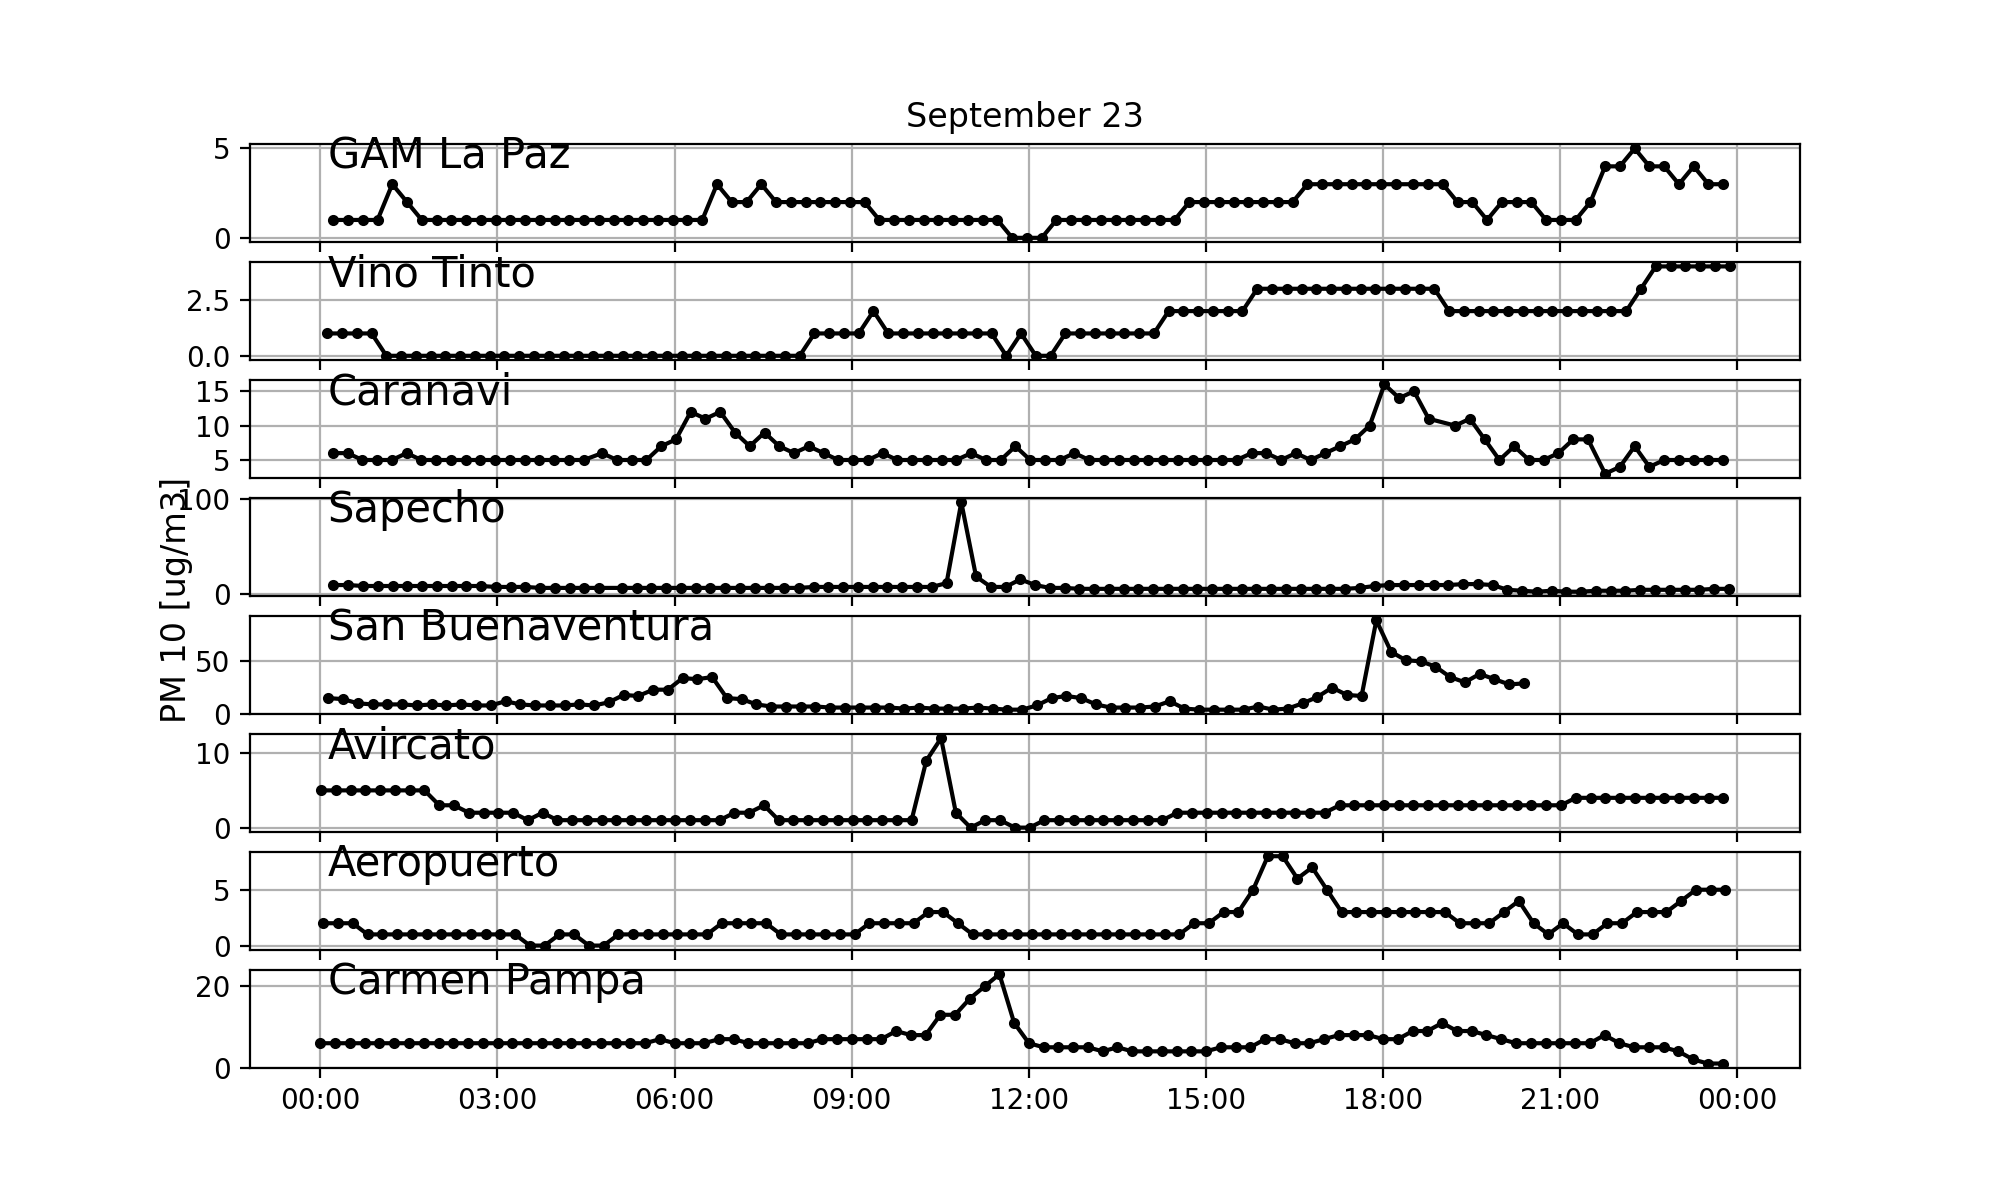 September 23
5
GAM La Paz
0
Vino Tinto
2.5
0.0
15
Caranavi
10
5
PM 10 [ug/m3]
100
Sapecho
0
San Buenaventura
50
0
Avircato
10
0
Aeropuerto
5
0
Carmen Pampa
20
0
00:00 03:00 06:00 09:00 12:00 15:00 18:00 21:00 00:00